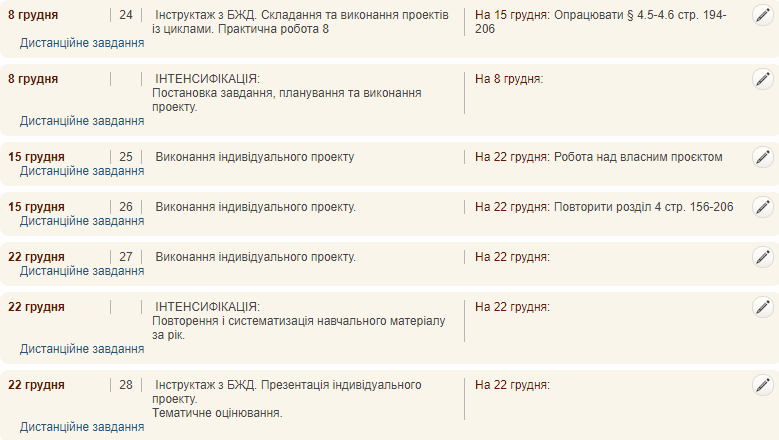 8 грудня 24 Інструктаж з БЖД. Складання та виконання проектів На 15 грудня: Опрацювати § 4.5-4.6 стр. 194-
із циклами. Практична робота 8 206
Дистанційне завдання
8 грудня ІНТЕНСИФІКАЦІЯ: На 8 грудня:
Постановка завдання, планування та виконання
проекту.
Дистанційне завдання
15 грудня 25 Виконання індивідуального проекту На 22 грудня: Робота над власним проєктом
Дистанційне завдання
15 грудня 26 Виконання індивідуального проекту. На 22 грудня: Повторити розділ 4 стр. 156-206
Дистанційне завдання
22 грудня 27 Виконання індивідуального проекту. На 22 грудня:
Дистанційне завдання
22 грудня ІНТЕНСИФІКАЦІЯ: На 22 грудня:
Повторення і систематизація навчального матеріалу
за рік.
Дистанційне завдання
22 грудня 28 Інструктаж з БЖД. Презентація індивідуального На 22 грудня:
проекту.
Тематичне оцінювання.
Дистанційне завдання